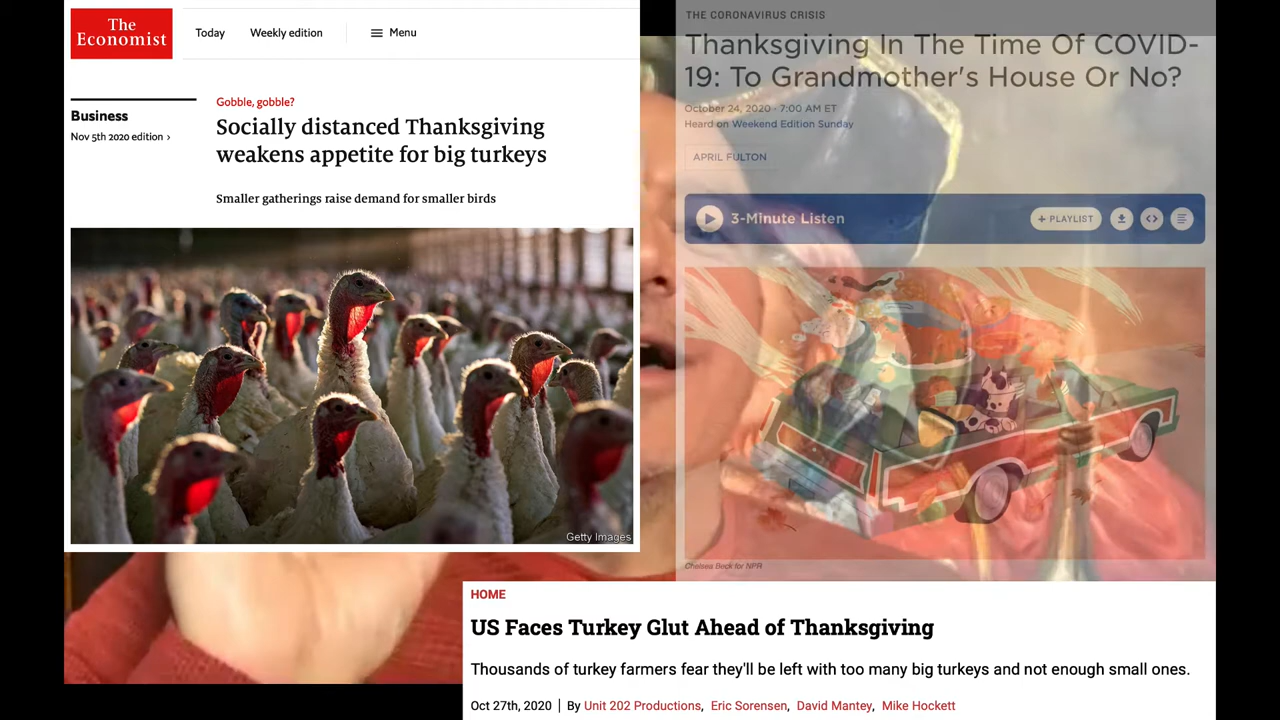 The
Economist
Today Weekly edition Menu
Business
Nov 5th 2020 edition ›
Gobble, gobble?
Socially distanced Thanksgiving
weakens appetite for big turkeys
Smaller gatherings raise demand for smaller birds
Getty Images
THE CORONAVIRUS CRISIS
Thanksgiving In The Time Of COVID-
19: To Grandmother's House Or No?
October 24, 2020 · 7:00 AM ET
Heard on Weekend Edition Sunday
APRIL FULTON
3-Minute Listen
+ PLAYLIST
Chelsea Beck for NPR
HOME
US Faces Turkey Glut Ahead of Thanksgiving
Thousands of turkey farmers fear they'll be left with too many big turkeys and not enough small ones.
Oct 27th, 2020 | By Unit 202 Productions, Eric Sorensen, David Mantey, Mike Hockett